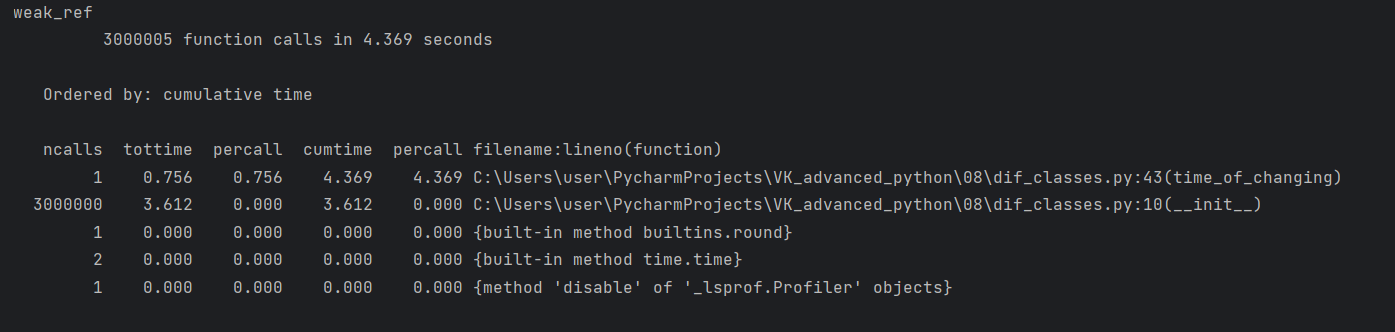 weak_ref
3000005 function calls in 4.369 seconds
Ordered by: cumulative time
ncalls tottime percall cumtime percall filename:lineno(function)
1 0.756 0.756 4.369 4.369 C:\Users\user\PycharmProjects\VK_advanced_python\08\dif_classes.py:43(time_of_changing)
3000000 3.612 0.000 3.612 0.000 C:\Users\user\PycharmProjects\VK_advanced_python\08\dif_classes.py:10(__init__)
1 0.000 0.000 0.000 0.000 {built-in method builtins.round}
2 0.000 0.000 0.000 0.000 {built-in method time.time}
1 0.000 0.000 0.000 0.000 {method 'disable' of '_lsprof.Profiler' objects}